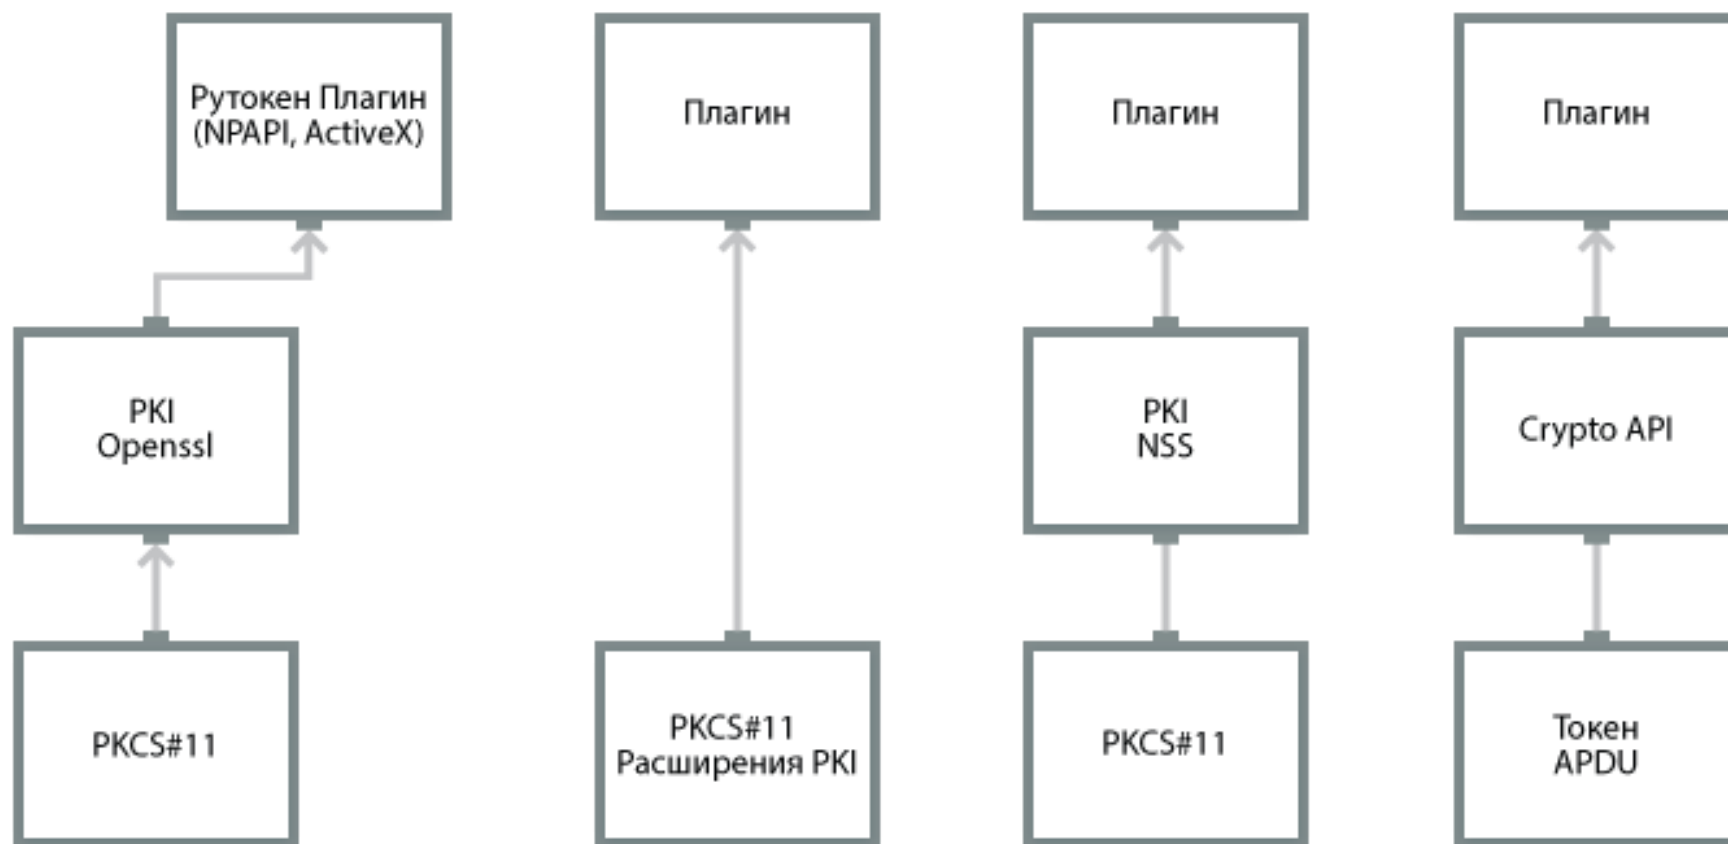 Рутокен Плагин
(NPAPI, ActiveX)
Плагин
Плагин
Плагин
PKI
Openssl
PKI
NSS
Crypto API
PKCS#11
PKCS#11
Расширения PKI
PKCS#11
Токен
APDU